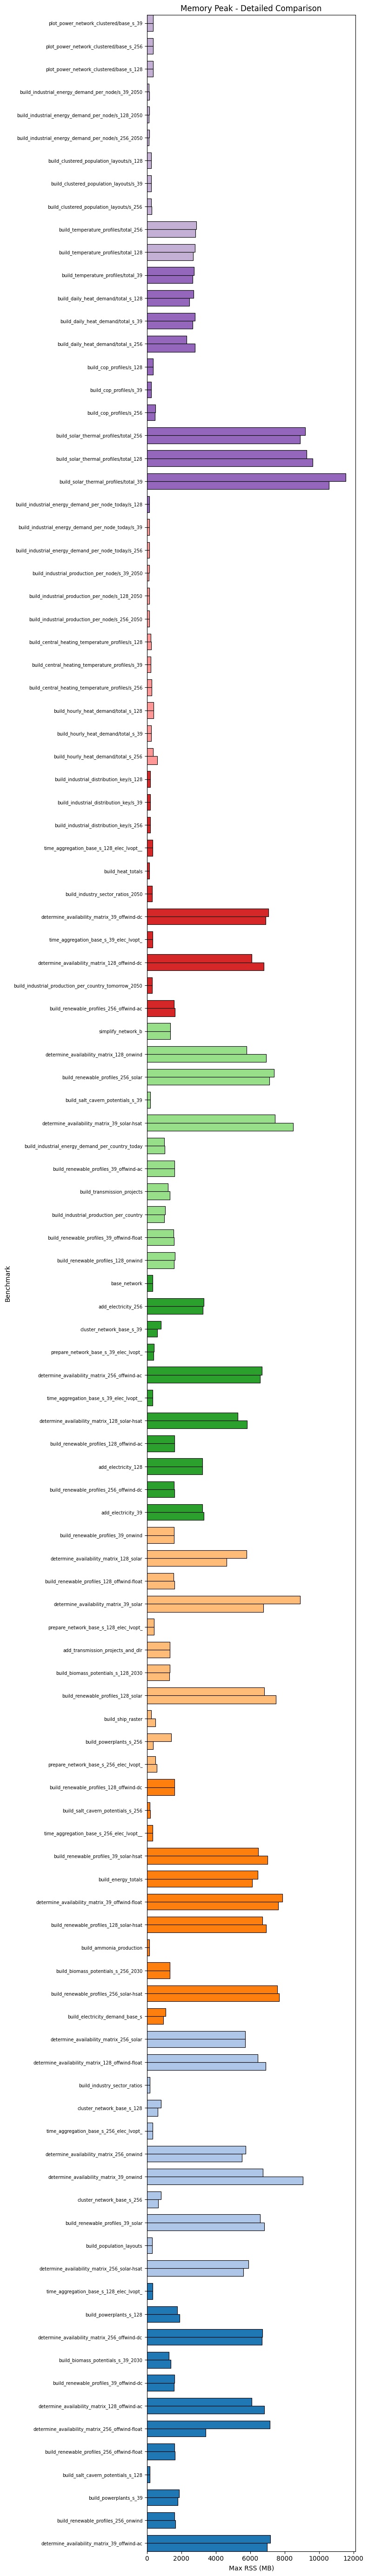 Memory Peak - Detailed Comparison
plot_power_network_clustered/base_s_39
plot_power_network_clustered/base_s_256
plot_power_network_clustered/base_s_128
build_industrial_energy_demand_per_node/s_39_2050
build_industrial_energy_demand_per_node/s_128_2050
build_industrial_energy_demand_per_node/s_256_2050
build_clustered_population_layouts/s_128
build_clustered_population_layouts/s_39
build_clustered_population_layouts/s_256
build_temperature_profiles/total_256
build_temperature_profiles/total_128
build_temperature_profiles/total_39
build_daily_heat_demand/total_s_128
build_daily_heat_demand/total_s_39
build_daily_heat_demand/total_s_256
build_cop_profiles/s_128
build_cop_profiles/s_39
build_cop_profiles/s_256
build_solar_thermal_profiles/total_256
build_solar_thermal_profiles/total_128
build_solar_thermal_profiles/total_39
build_industrial_energy_demand_per_node_today/s_128
build_industrial_energy_demand_per_node_today/s_39
build_industrial_energy_demand_per_node_today/s_256
build_industrial_production_per_node/s_39_2050
build_industrial_production_per_node/s_128_2050
build_industrial_production_per_node/s_256_2050
build_central_heating_temperature_profiles/s_128
build_central_heating_temperature_profiles/s_39
build_central_heating_temperature_profiles/s_256
build_hourly_heat_demand/total_s_128
build_hourly_heat_demand/total_s_39
build_hourly_heat_demand/total_s_256
build_industrial_distribution_key/s_128
build_industrial_distribution_key/s_39
build_industrial_distribution_key/s_256
time_aggregation_base_s_128_elec_lvopt__
build_heat_totals
build_industry_sector_ratios_2050
determine_availability_matrix_39_offwind-dc
time_aggregation_base_s_39_elec_lvopt_
determine_availability_matrix_128_offwind-dc
build_industrial_production_per_country_tomorrow_2050
build_renewable_profiles_256_offwind-ac
simplify_network_b
determine_availability_matrix_128_onwind
build_renewable_profiles_256_solar
build_salt_cavern_potentials_s_39
determine_availability_matrix_39_solar-hsat
build_industrial_energy_demand_per_country_today
build_renewable_profiles_39_offwind-ac
build_transmission_projects
build_industrial_production_per_country
build_renewable_profiles_39_offwind-float
build_renewable_profiles_128_onwind
base_network
add_electricity_256
cluster_network_base_s_39
prepare_network_base_s_39_elec_lvopt_
determine_availability_matrix_256_offwind-ac
time_aggregation_base_s_39_elec_lvopt__
determine_availability_matrix_128_solar-hsat
build_renewable_profiles_128_offwind-ac
add_electricity_128
build_renewable_profiles_256_offwind-dc
add_electricity_39
build_renewable_profiles_39_onwind
determine_availability_matrix_128_solar
build_renewable_profiles_128_offwind-float
determine_availability_matrix_39_solar
prepare_network_base_s_128_elec_lvopt_
add_transmission_projects_and_dlr
build_biomass_potentials_s_128_2030
build_renewable_profiles_128_solar
build_ship_raster
build_powerplants_s_256
prepare_network_base_s_256_elec_lvopt_
build_renewable_profiles_128_offwind-dc
build_salt_cavern_potentials_s_256
time_aggregation_base_s_256_elec_lvopt__
build_renewable_profiles_39_solar-hsat
build_energy_totals
determine_availability_matrix_39_offwind-float
build_renewable_profiles_128_solar-hsat
build_ammonia_production
build_biomass_potentials_s_256_2030
build_renewable_profiles_256_solar-hsat
build_electricity_demand_base_s
determine_availability_matrix_256_solar
determine_availability_matrix_128_offwind-float
build_industry_sector_ratios
cluster_network_base_s_128
time_aggregation_base_s_256_elec_lvopt_
determine_availability_matrix_256_onwind
determine_availability_matrix_39_onwind
cluster_network_base_s_256
build_renewable_profiles_39_solar
build_population_layouts
determine_availability_matrix_256_solar-hsat
time_aggregation_base_s_128_elec_lvopt_
build_powerplants_s_128
determine_availability_matrix_256_offwind-dc
build_biomass_potentials_s_39_2030
build_renewable_profiles_39_offwind-dc
determine_availability_matrix_128_offwind-ac
determine_availability_matrix_256_offwind-float
build_renewable_profiles_256_offwind-float
build_salt_cavern_potentials_s_128
build_powerplants_s_39
build_renewable_profiles_256_onwind
determine_availability_matrix_39_offwind-ac
Benchmark
0 2000 4000 6000 8000 10000 12000
Max RSS (MB)